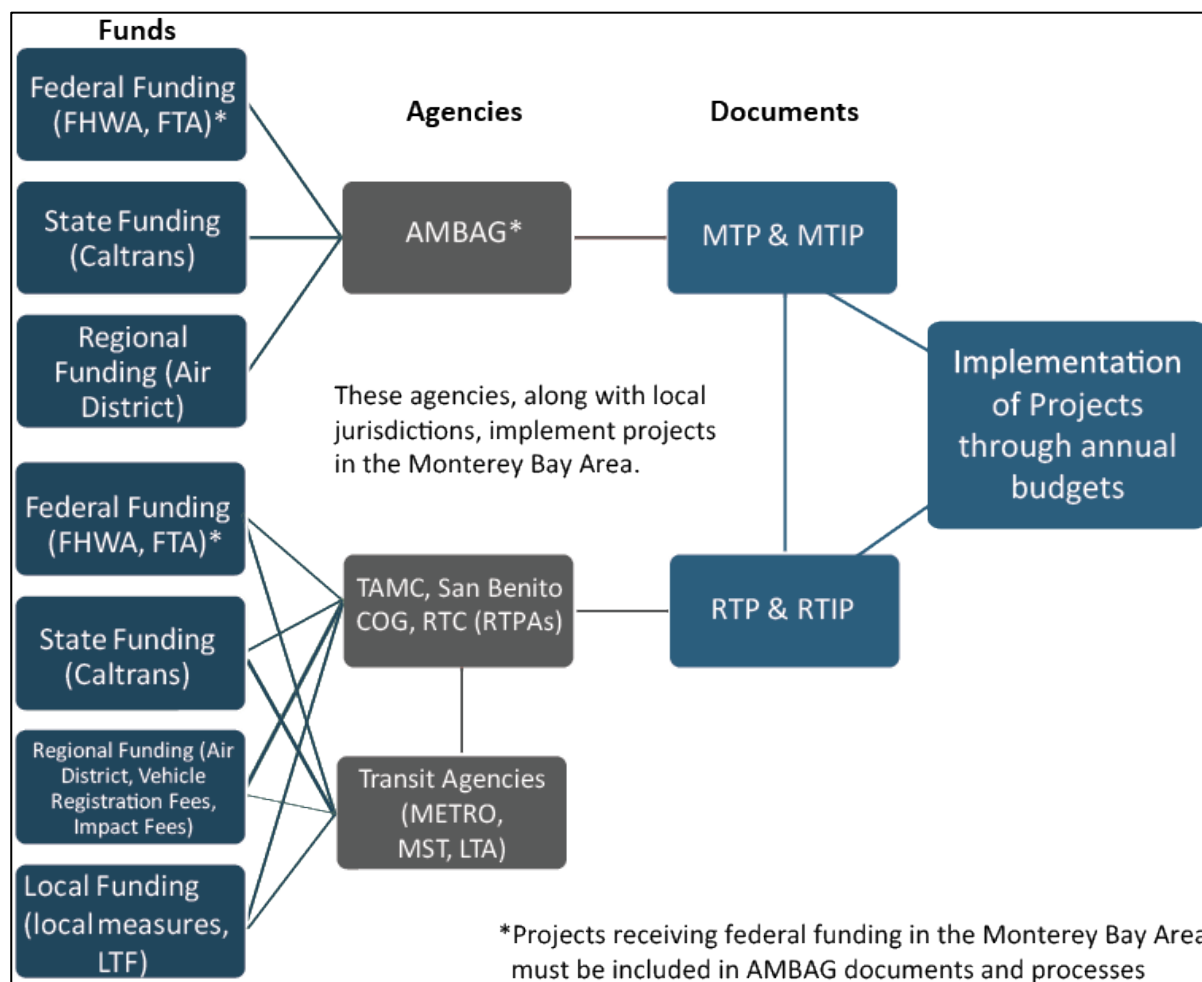 Funds
Federal Funding
(FHWA, FTA)*
State Funding
(Caltrans)
Regional
Funding (Air
District)
Federal Funding
(FHWA, FTA)*
State Funding
(Caltrans)
Regional Funding (Air
District, Vehicle
Registration Fees,
Impact Fees)
Local Funding
(local measures,
LTF)
Agencies
AMBAG*
These agencies, along with local
jurisdictions, implement projects
in the Monterey Bay Area.
TAMC, San Benito
COG, RTC (RTPAs)
Transit Agencies
(METRO,
MST, LTA)
Documents
MTP & MTIP
RTP & RTIP
Implementation
of Projects
through annual
budgets
*Projects receiving federal funding in the Monterey Bay Area
must be included in AMBAG documents and processes